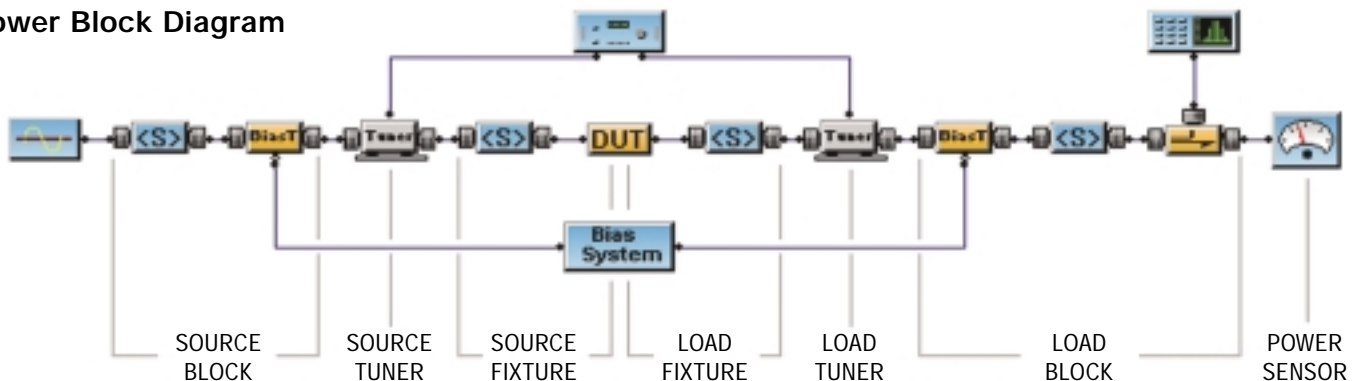 ower Block Diagram
<S>
BiasT
Tuner
<S>
DUT
<S>
Tuner
BiasT
<S>
Bias
System
SOURCE
BLOCK
SOURCE
TUNER
SOURCE
FIXTURE
LOAD
FIXTURE
LOAD
TUNER
LOAD
BLOCK
POWER
SENSOR